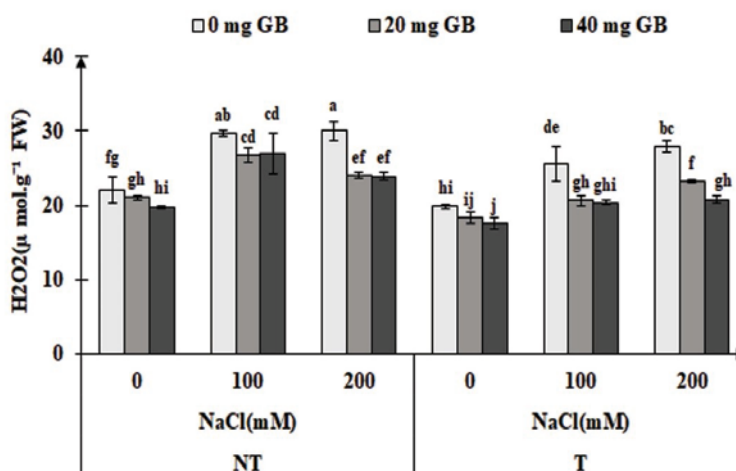 0 mg GB 20 mg GB 40 mg GB
H2O2(μ mol.g⁻¹ FW)
40
30
20
10
0
fg gh hi ab cd cd a ef ef hi ij j de gh ghi bc f gh
0 100 200 0 100 200
NaCl(mM) NaCl(mM)
NT T